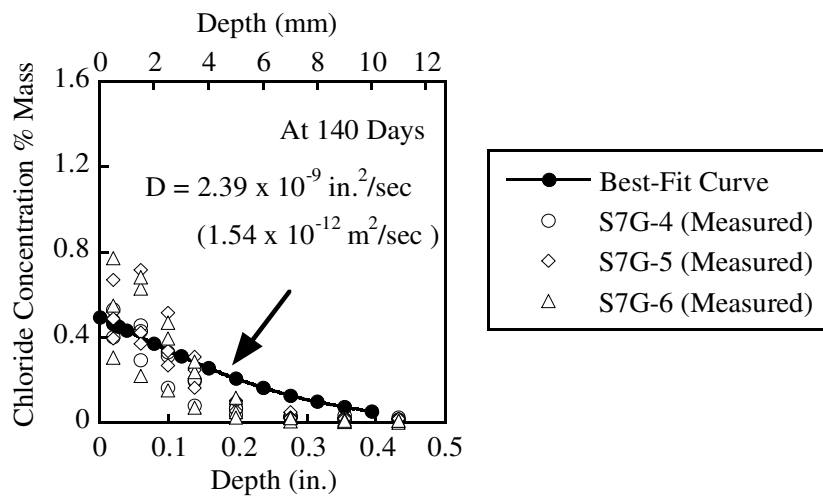 Depth (mm)
0 2 4 6 8 10 12
Chloride Concentration % Mass
1.6
1.2
0.8
0.4
0
At 140 Days
D = 2.39 x 10⁻⁹ in.²/sec
(1.54 x 10⁻¹² m²/sec )
0 0.1 0.2 0.3 0.4 0.5
Depth (in.)
Best-Fit Curve
S7G-4 (Measured)
S7G-5 (Measured)
S7G-6 (Measured)